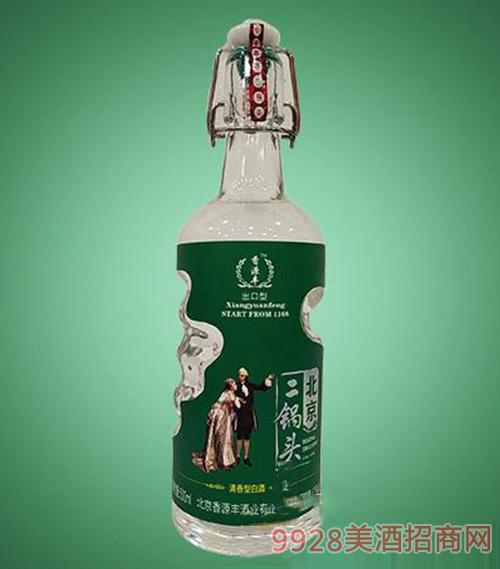 香源丰
出口型
Xiangyuanfeng
START FROM 1168
北京
二锅头
清香型白酒
北京香源丰酒业有
9928美酒招商网